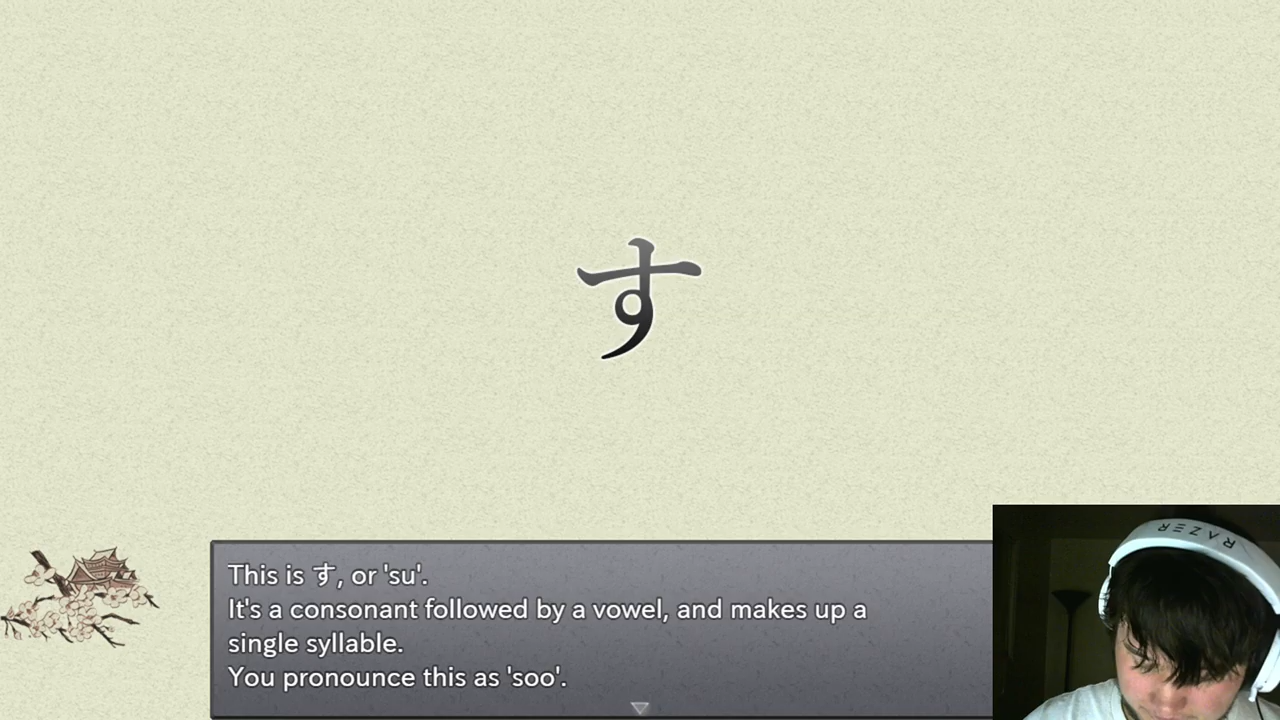 す
This is す, or 'su'.
It's a consonant followed by a vowel, and makes up a
single syllable.
You pronounce this as 'soo'.
RAZER